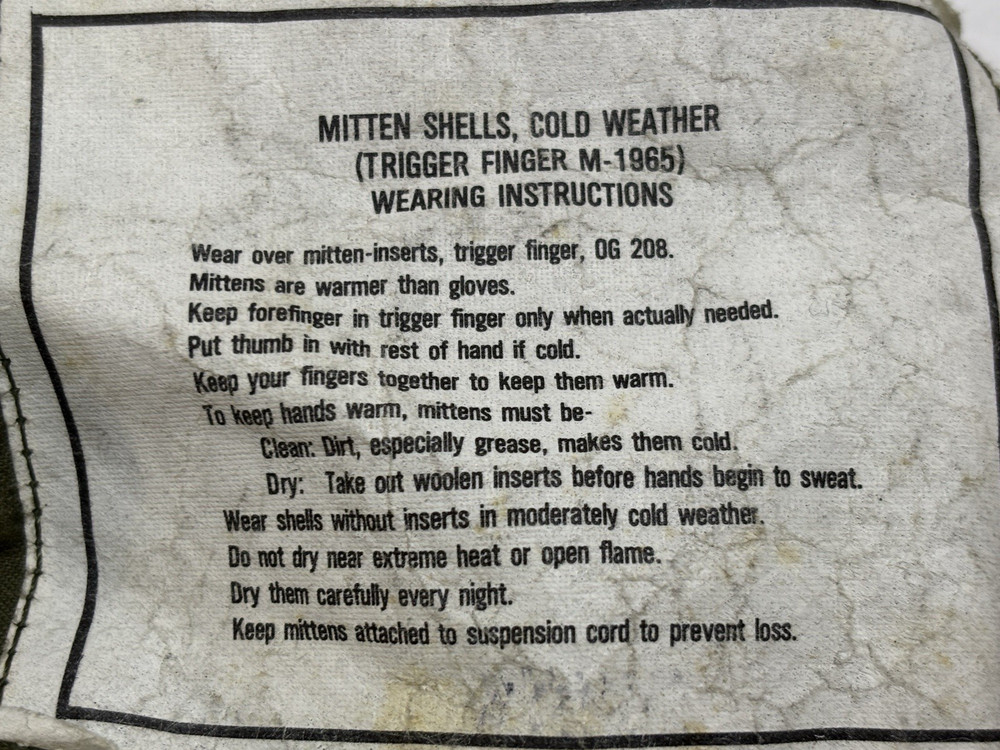 MITTEN SHELLS, COLD WEATHER
(TRIGGER FINGER M-1965)
WEARING INSTRUCTIONS
Wear over mitten-inserts, trigger finger, OG 208.
Mittens are warmer than gloves.
Keep forefinger in trigger finger only when actually needed.
Put thumb in with rest of hand if cold.
Keep your fingers together to keep them warm.
To keep hands warm, mittens must be-
Clean: Dirt, especially grease, makes them cold.
Dry: Take out woolen inserts before hands begin to sweat.
Wear shells without inserts in moderately cold weather.
Do not dry near extreme heat or open flame.
Dry them carefully every night.
Keep mittens attached to suspension cord to prevent loss.